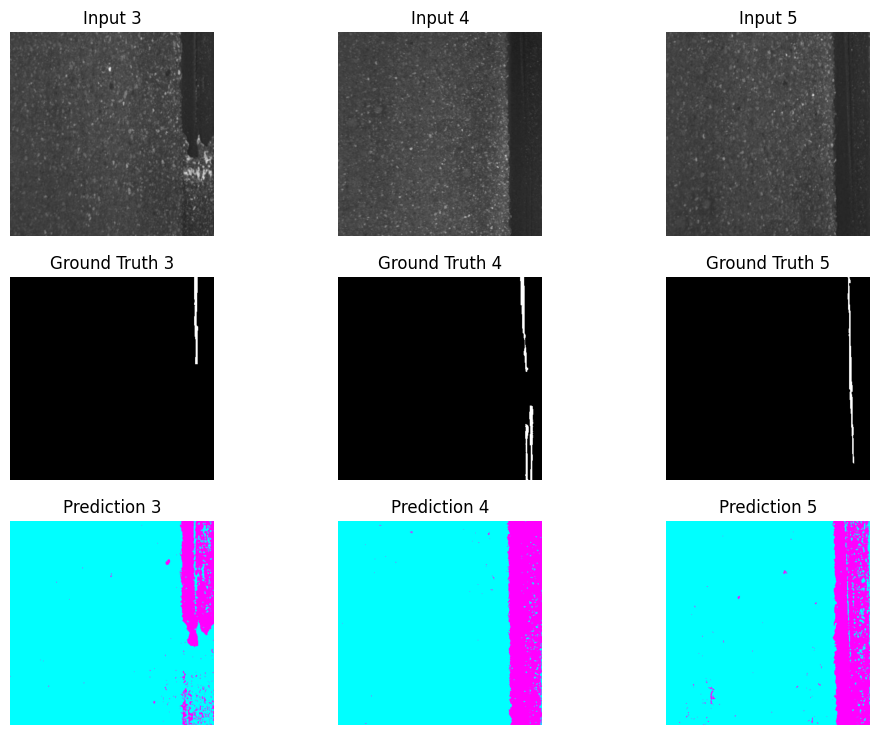 Input 3
Input 4
Input 5
Ground Truth 3
Ground Truth 4
Ground Truth 5
Prediction 3
Prediction 4
Prediction 5